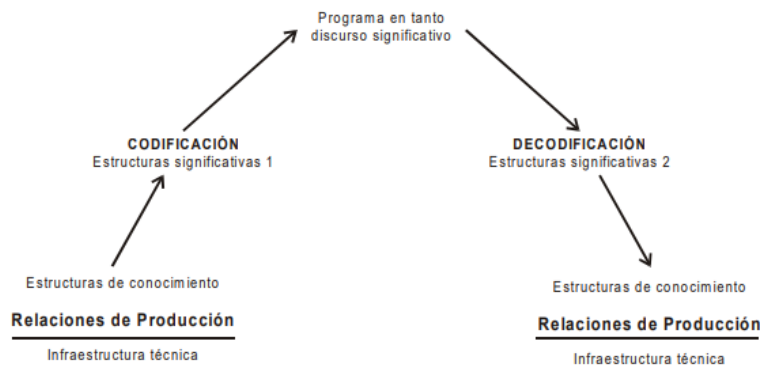 Programa en tanto
discurso significativo
CODIFICACIÓN
Estructuras significativas 1
DECODIFICACIÓN
Estructuras significativas 2
Estructuras de conocimiento
Relaciones de Producción
Infraestructura técnica
Estructuras de conocimiento
Relaciones de Producción
Infraestructura técnica